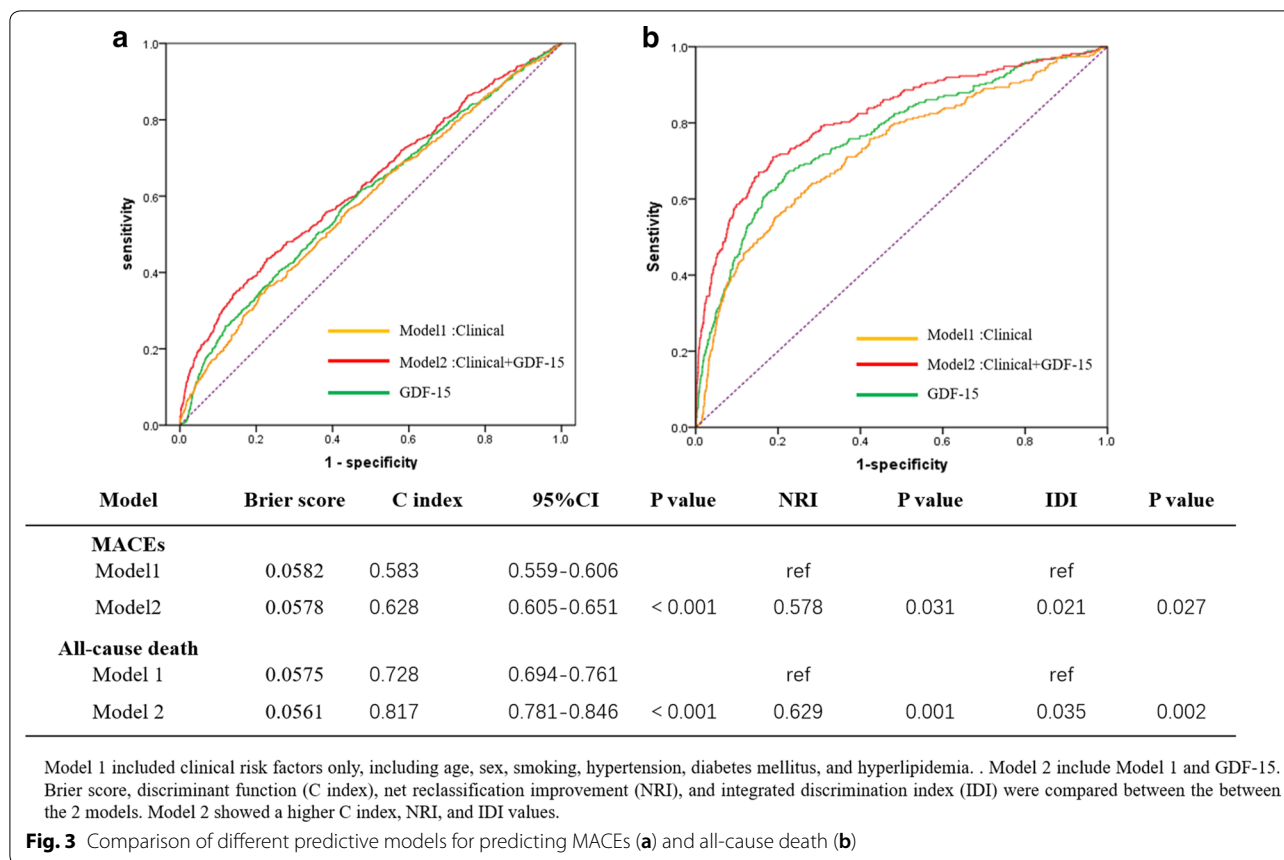 a
1.0
0.8
0.6
0.4
0.2
0.0
sensitivity
Model1 :Clinical
Model2 :Clinical+GDF-15
GDF-15
0.0 0.2 0.4 0.6 0.8 1.0
1 - specificity
b
1.0
0.8
0.6
0.4
0.2
0.0
Senstivity
Model1 :Clinical
Model2 :Clinical+GDF-15
GDF-15
0.0 0.2 0.4 0.6 0.8 1.0
1-specificity
Model Brier score C index 95%CI P value NRI P value IDI P value
MACEs
Model1 0.0582 0.583 0.559-0.606 ref ref
Model2 0.0578 0.628 0.605-0.651 < 0.001 0.578 0.031 0.021 0.027
All-cause death
Model 1 0.0575 0.728 0.694-0.761 ref ref
Model 2 0.0561 0.817 0.781-0.846 < 0.001 0.629 0.001 0.035 0.002
Model 1 included clinical risk factors only, including age, sex, smoking, hypertension, diabetes mellitus, and hyperlipidemia. . Model 2 include Model 1 and GDF-15.
Brier score, discriminant function (C index), net reclassification improvement (NRI), and integrated discrimination index (IDI) were compared between the between
the 2 models. Model 2 showed a higher C index, NRI, and IDI values.
Fig. 3 Comparison of different predictive models for predicting MACEs (a) and all-cause death (b)